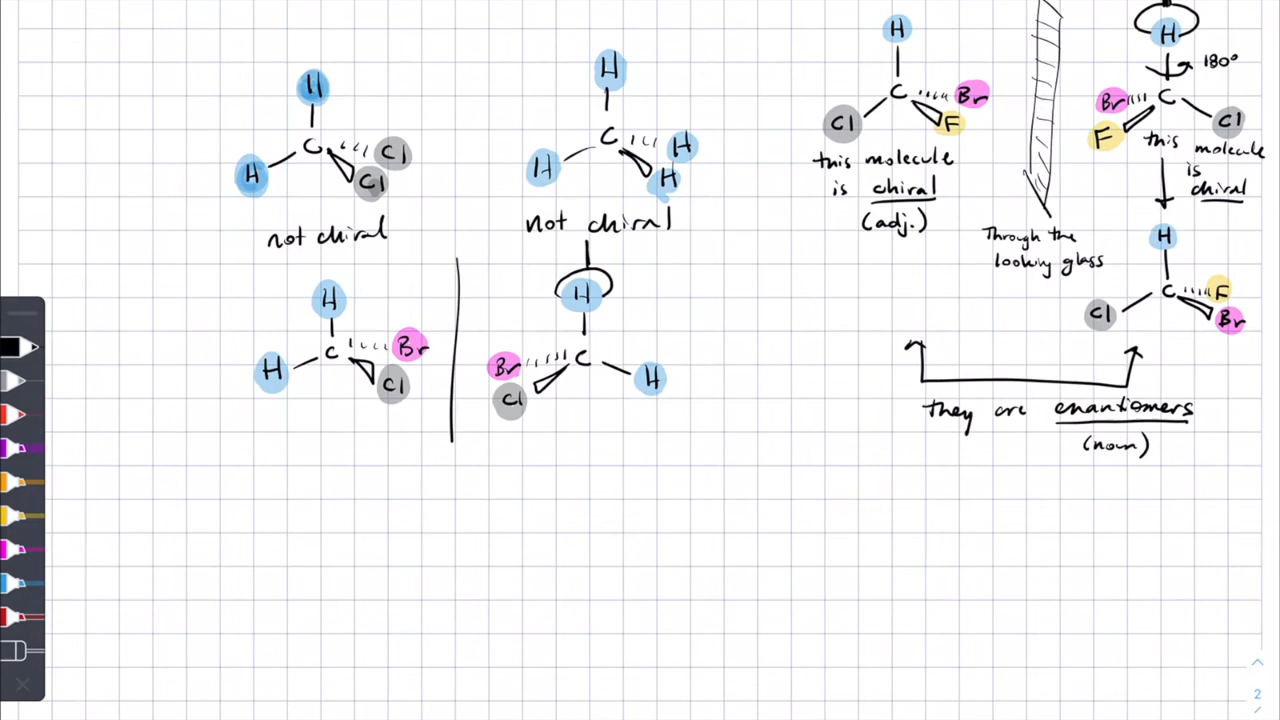 H
C
H
Cl
Cl
not chiral
H
C
H
H
H
not chiral
H
C
Cl
Br
F
this molecule
is chiral
(adj.)
Through the
looking glass
H
180°
Br
C
F
Cl
this molecule
is
chiral
H
C
Cl
F
Br
H
C
H
Br
Cl
H
Br
C
Cl
H
they are enantiomers
(noun)
2